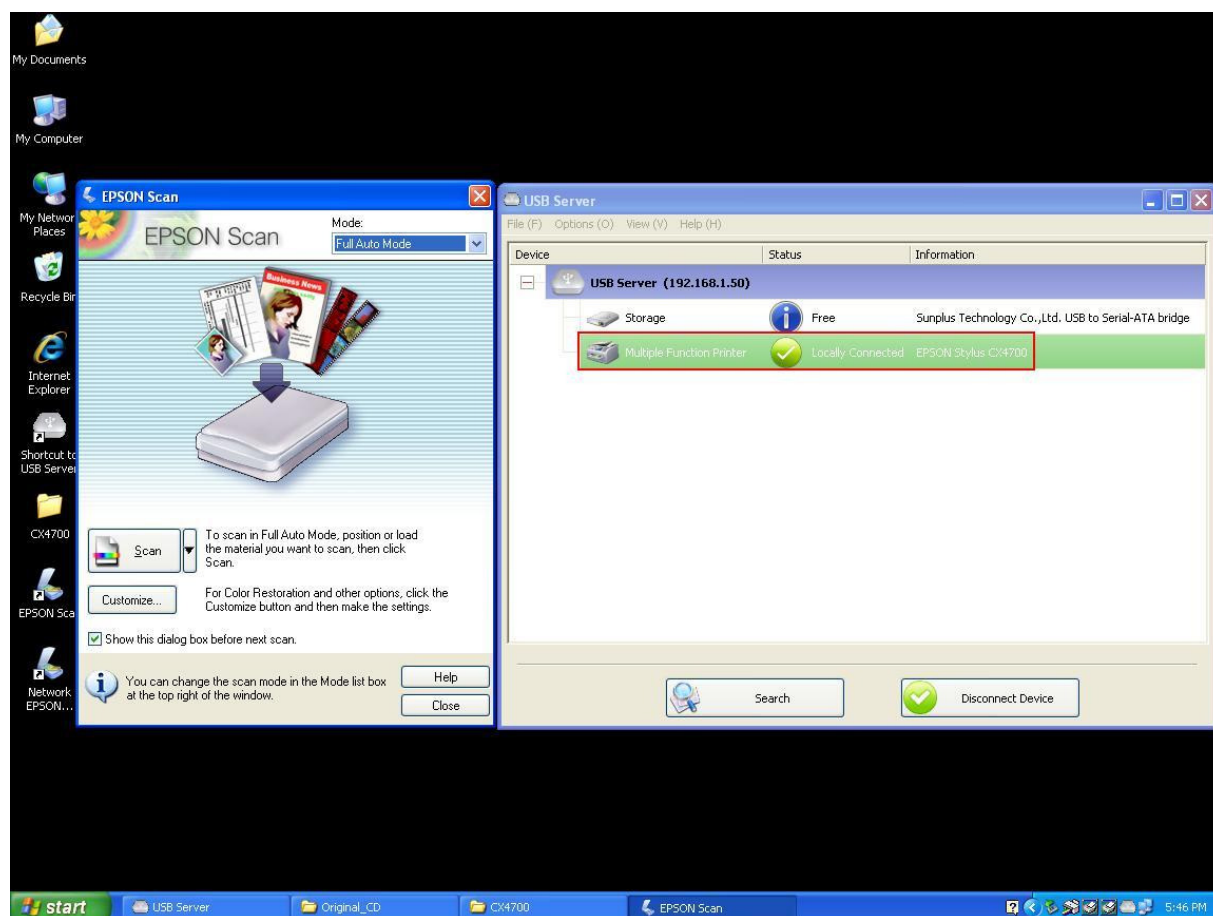 My Documents
My Computer
My Networ
Places
Recycle Bin
Internet
Explorer
Shortcut to
USB Server
CX4700
EPSON Sca
Network
EPSON...
EPSON Scan
EPSON Scan
Mode:
Full Auto Mode
Business News
Scan
To scan in Full Auto Mode, position or load
the material you want to scan, then click
Scan.
Customize...
For Color Restoration and other options, click the
Customize button and then make the settings.
Show this dialog box before next scan.
You can change the scan mode in the Mode list box
at the top right of the window.
Help
Close
USB Server
File (F) Options (O) View (V) Help (H)
Device Status Information
USB Server (192.168.1.50)
Storage Free Sunplus Technology Co.,Ltd. USB to Serial-ATA bridge
Multiple Function Printer Locally Connected EPSON Stylus CX4700
Search
Disconnect Device
start USB Server Original_CD CX4700 EPSON Scan 5:46 PM